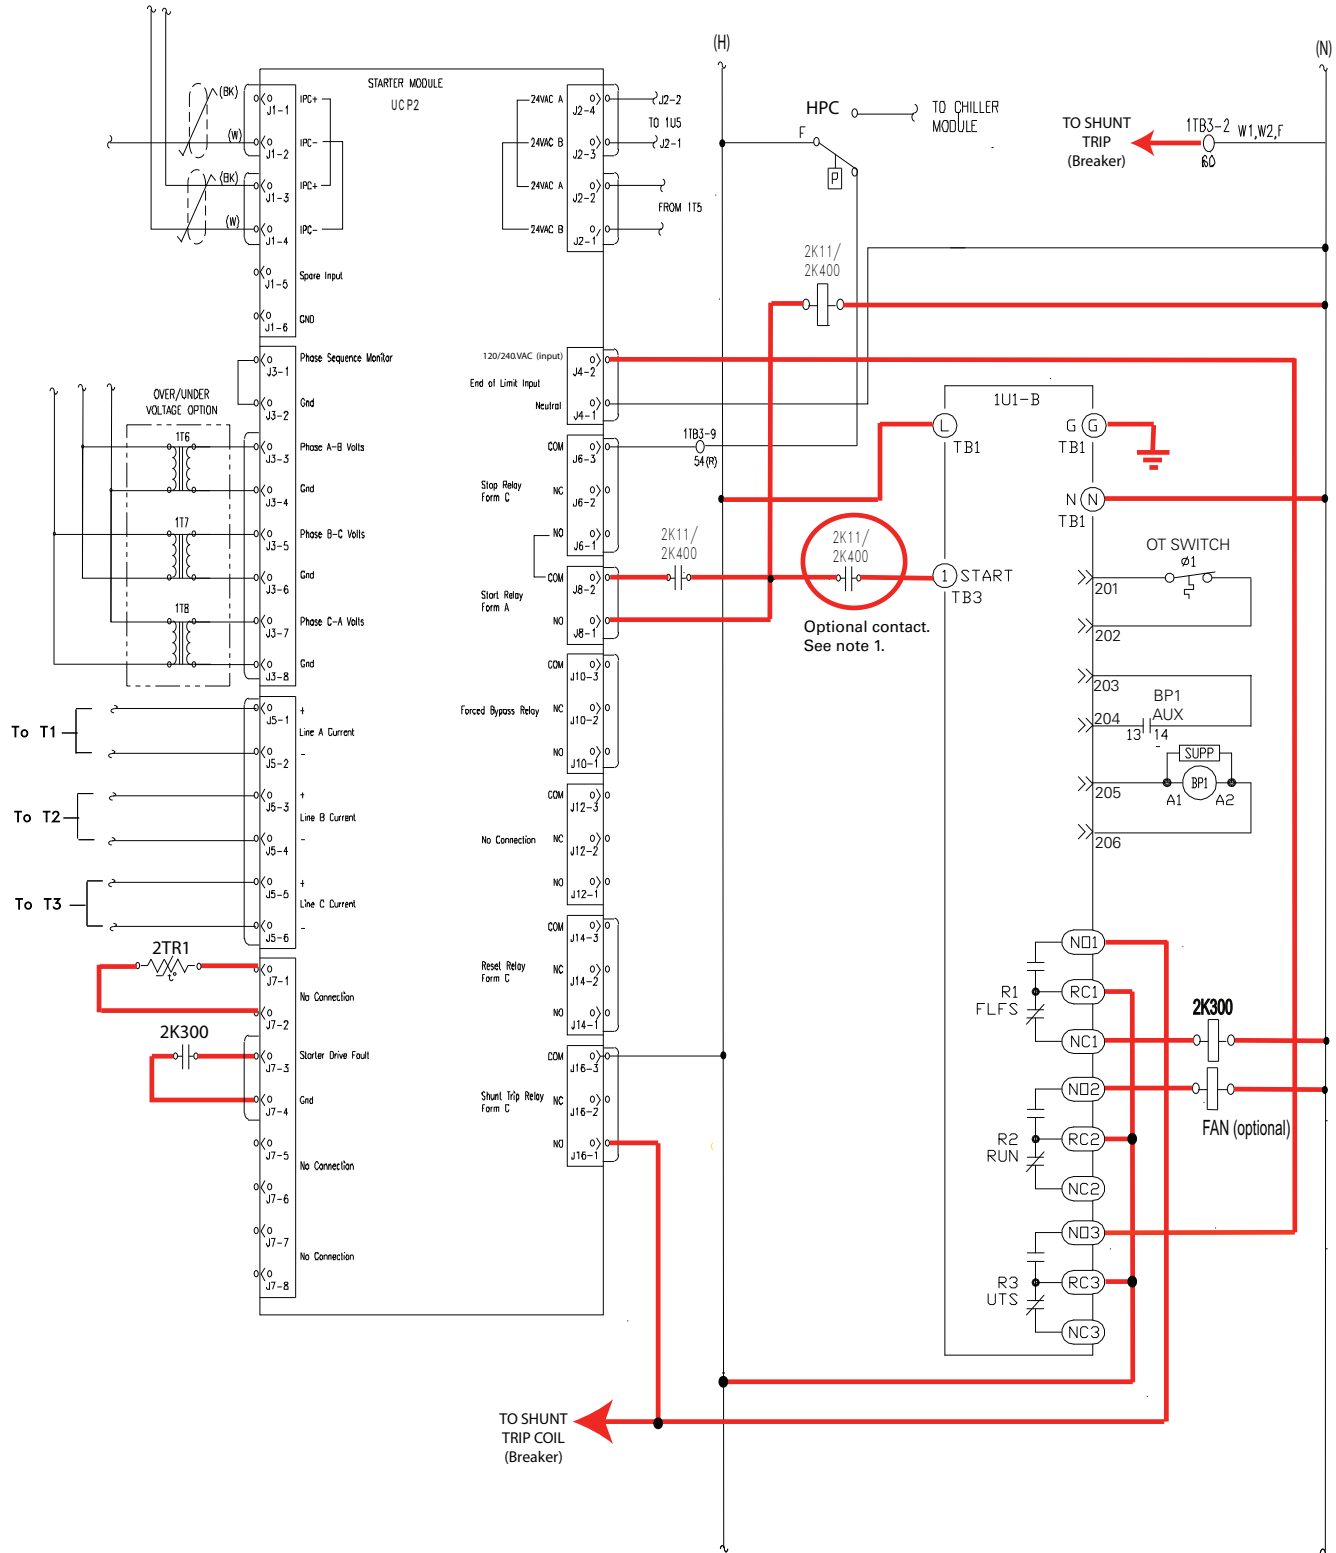 (H)
(N)
STARTER MODULE
UCP2
(BK)
J1-1
IPC+
(W)
J1-2
IPC-
(BK)
J1-3
IPC+
(W)
J1-4
IPC-
J1-5
Spare Input
J1-6
GND
24VAC A
J2-4
J2-2
TO 1U5
24VAC B
J2-3
J2-1
24VAC A
J2-2
FROM 1T5
24VAC B
J2-1
HPC
TO CHILLER
MODULE
F
P
TO SHUNT
TRIP
(Breaker)
1TB3-2
W1,W2,F
60
2K11/
2K400
Phase Sequence Monitor
J3-1
Gnd
J3-2
120/240.VAC (input)
J4-2
End of Limit Input
Neutral
J4-1
OVER/UNDER
VOLTAGE OPTION
1T6
Phase A-B Volts
J3-3
Gnd
J3-4
1T7
Phase B-C Volts
J3-5
Gnd
J3-6
1T8
Phase C-A Volts
J3-7
Gnd
J3-8
COM
J6-3
1TB3-9
54(R)
Stop Relay
Form C
NC
J6-2
NO
J6-1
COM
J8-2
Start Relay
Form A
NO
J8-1
2K11/
2K400
2K11/
2K400
Optional contact.
See note 1.
1U1-B
L
TB1
G
G
TB1
N
N
TB1
1
START
TB3
OT SWITCH
ø1
201
202
203
BP1
AUX
204
13
14
SUPP
205
BP1
A1
A2
206
COM
J10-3
Forced Bypass Relay
NC
J10-2
NO
J10-1
COM
J12-3
No Connection
NC
J12-2
NO
J12-1
COM
J14-3
Reset Relay
Form C
NC
J14-2
NO
J14-1
COM
J16-3
Shunt Trip Relay
Form C
NC
J16-2
NO
J16-1
To T1
+
J5-1
Line A Current
-
J5-2
To T2
+
J5-3
Line B Current
-
J5-4
To T3
+
J5-5
Line C Current
-
J5-6
2TR1
t°
J7-1
No Connection
J7-2
2K300
Starter Drive Fault
J7-3
Gnd
J7-4
J7-5
No Connection
J7-6
J7-7
No Connection
J7-8
NO1
R1
FLFS
RC1
NC1
2K300
NO2
R2
RUN
RC2
NC2
FAN (optional)
NO3
R3
UTS
RC3
NC3
TO SHUNT
TRIP COIL
(Breaker)